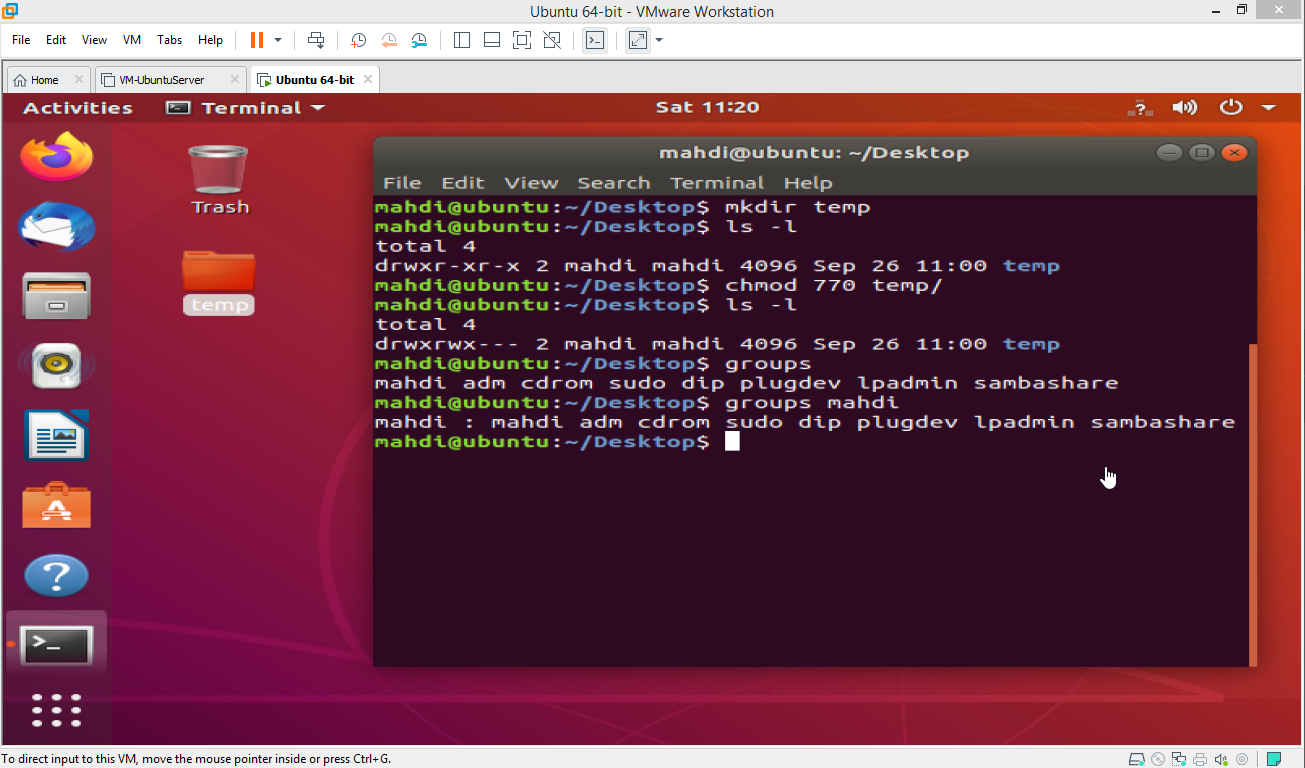 Ubuntu 64-bit - VMware Workstation
File Edit View VM Tabs Help
Home VM-UbuntuServer Ubuntu 64-bit
Activities Terminal Sat 11:20
Trash
temp
mahdi@ubuntu: ~/Desktop
File Edit View Search Terminal Help
mahdi@ubuntu:~/Desktop$ mkdir temp
mahdi@ubuntu:~/Desktop$ ls -l
total 4
drwxr-xr-x 2 mahdi mahdi 4096 Sep 26 11:00 temp
mahdi@ubuntu:~/Desktop$ chmod 770 temp/
mahdi@ubuntu:~/Desktop$ ls -l
total 4
drwxrwx--- 2 mahdi mahdi 4096 Sep 26 11:00 temp
mahdi@ubuntu:~/Desktop$ groups
mahdi adm cdrom sudo dip plugdev lpadmin sambashare
mahdi@ubuntu:~/Desktop$ groups mahdi
mahdi : mahdi adm cdrom sudo dip plugdev lpadmin sambashare
mahdi@ubuntu:~/Desktop$
To direct input to this VM, move the mouse pointer inside or press Ctrl+G.